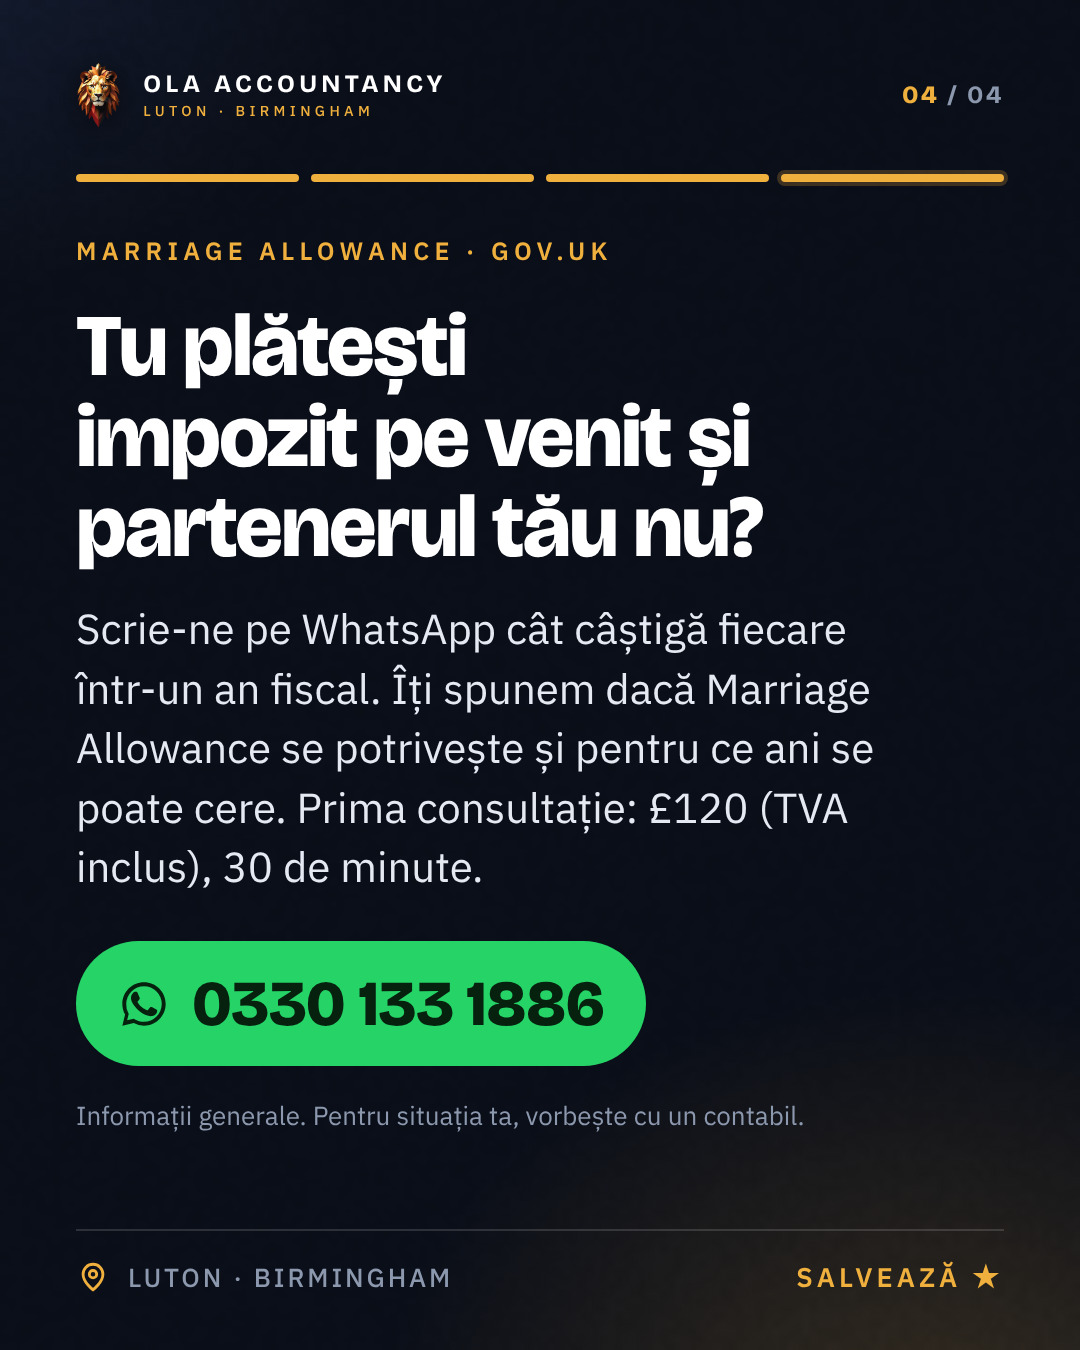 OLA ACCOUNTANCY
LUTON · BIRMINGHAM
04 / 04
MARRIAGE ALLOWANCE · GOV.UK
Tu plătești
impozit pe venit și
partenerul tău nu?
Scrie-ne pe WhatsApp cât câștigă fiecare
într-un an fiscal. Îți spunem dacă Marriage
Allowance se potrivește și pentru ce ani se
poate cere. Prima consultație: £120 (TVA
inclus), 30 de minute.
0330 133 1886
Informații generale. Pentru situația ta, vorbește cu un contabil.
LUTON · BIRMINGHAM
SALVEAZĂ ★